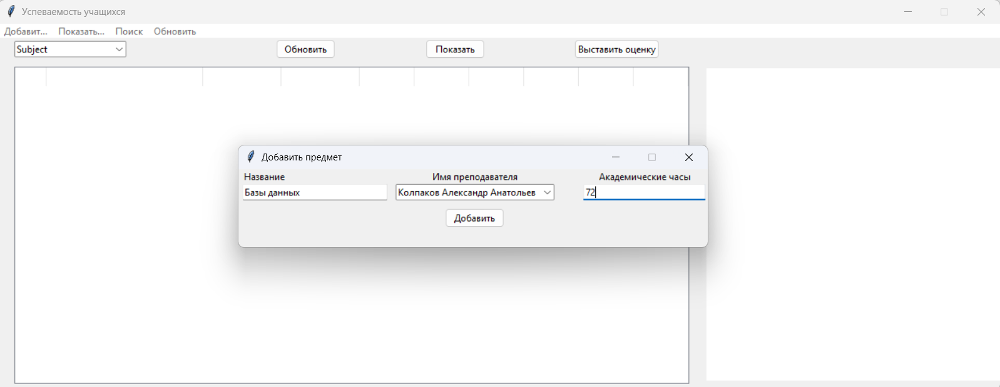 Успеваемость учащихся
Добавит... Показать... Поиск Обновить
Subject Обновить Показать Выставить оценку
Добавить предмет
Название Имя преподавателя Академические часы
Базы данных Колпаков Александр Анатольев 72
Добавить